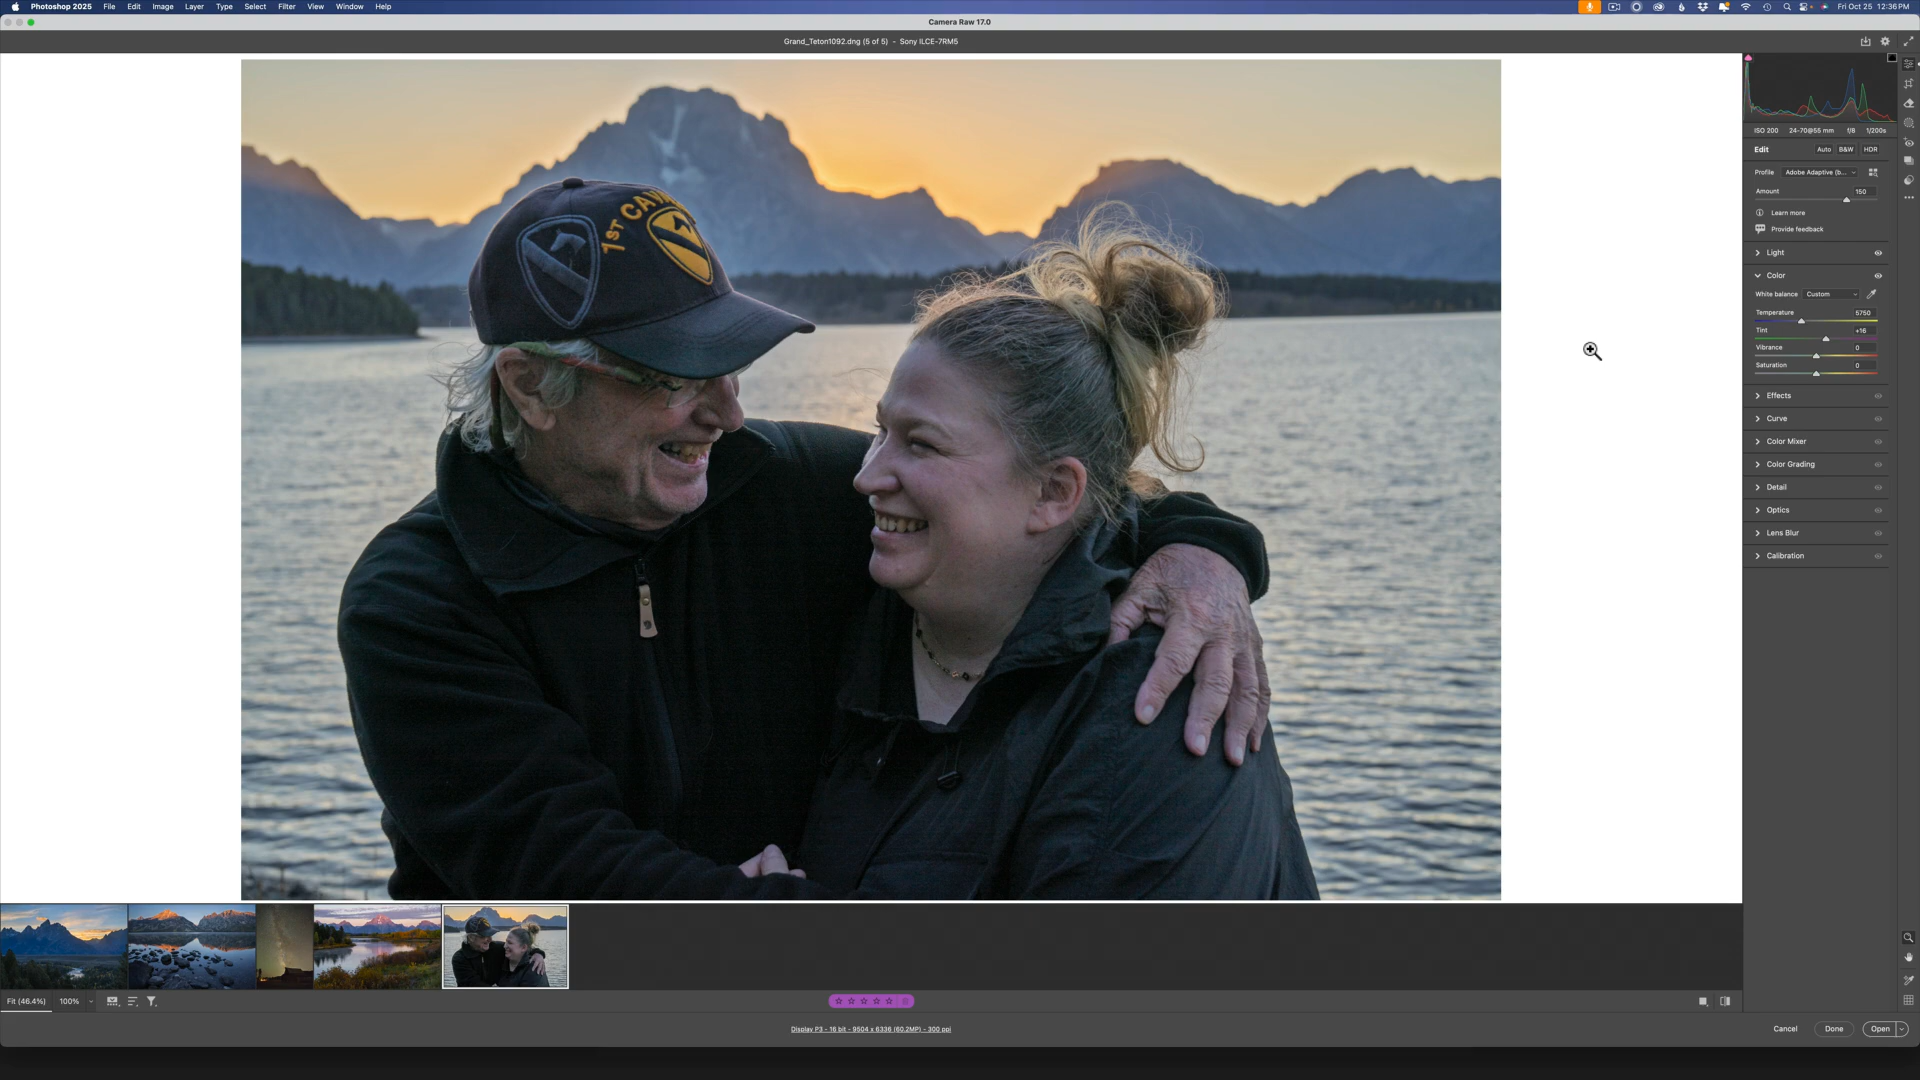 Photoshop 2025 File Edit Image Layer Type Select Filter View Window Help Fri Oct 25 12:36PM
Camera Raw 17.0
Grand_Teton1092.dng (5 of 5) - Sony ILCE-7RM5
ISO 200 24-70@55 mm f/8 1/200s
Edit Auto B&W HDR
Profile Adobe Adaptive (b...
Amount 150
Learn more
Provide feedback
Light
Color
White balance Custom
Temperature 5750
Tint +16
Vibrance 0
Saturation 0
Effects
Curve
Color Mixer
Color Grading
Detail
Optics
Lens Blur
Calibration
1ST
Fit (46.4%) 100%
Display P3 - 16 bit - 9504 x 6336 (60.2MP) - 300 ppi
Cancel Done Open